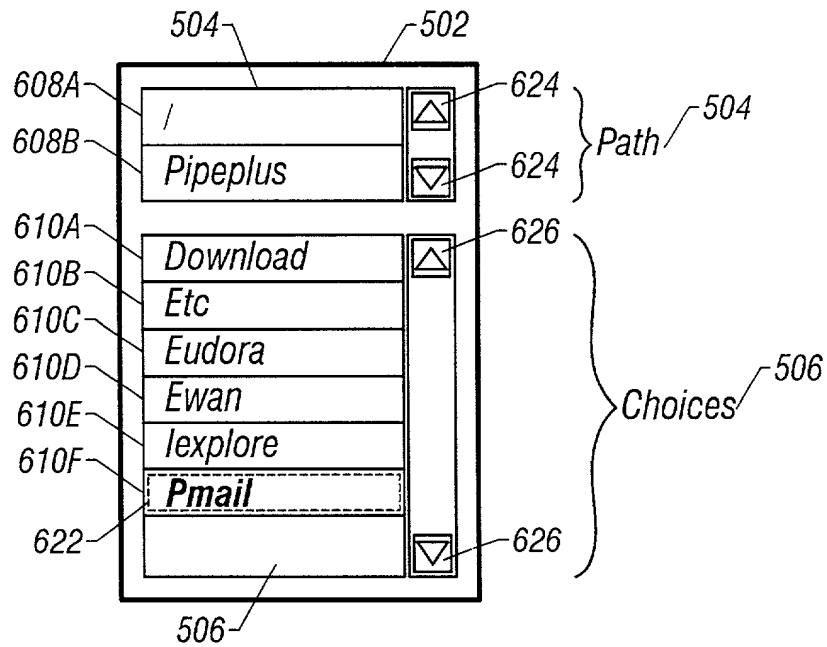 504
502
608A
/
624
608B
Pipeplus
624
Path
504
610A
Download
626
610B
Etc
610C
Eudora
610D
Ewan
Choices
506
610E
Iexplore
610F
Pmail
622
626
506